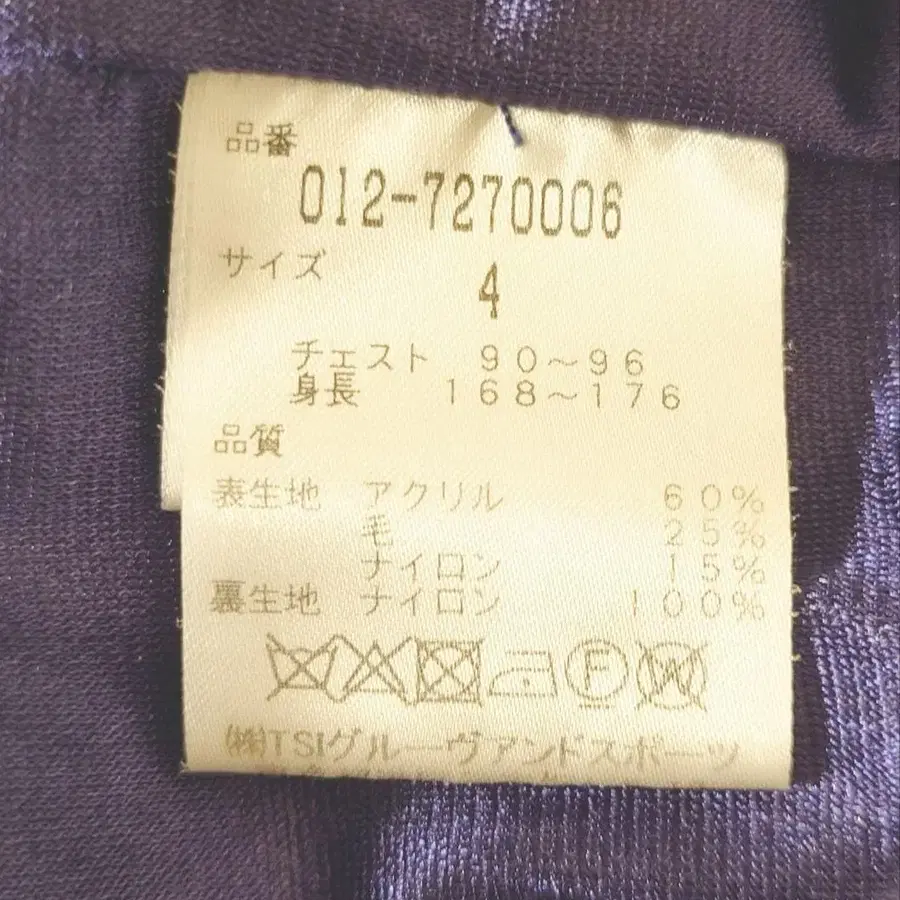 品番
012-7270006
サイズ
4
チェスト 90～96
身長 168～176
品質
表生地 アクリル 60%
毛 25%
ナイロン 15%
裏生地 ナイロン 100%
F W
㈱TSIグルーヴアンドスポーツ